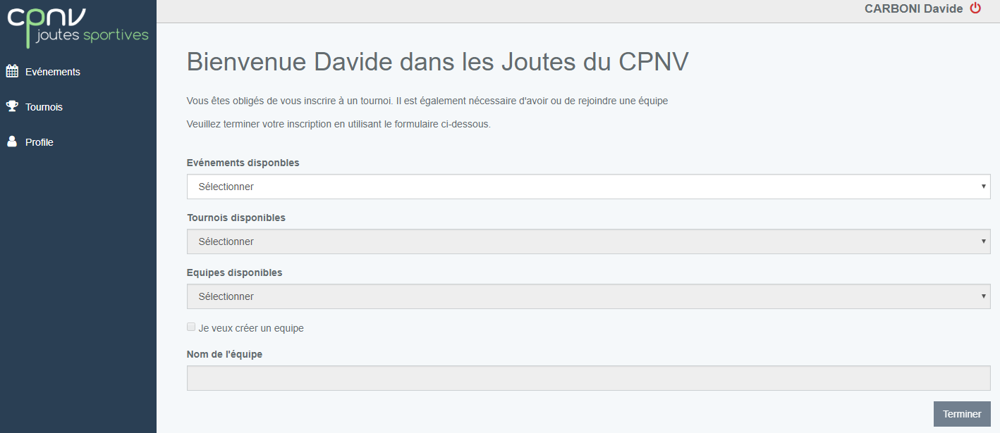 cpnv
joutes sportives
CARBONI Davide
Evénements
Tournois
Profile
Bienvenue Davide dans les Joutes du CPNV
Vous êtes obligés de vous inscrire à un tournoi. Il est également nécessaire d'avoir ou de rejoindre une équipe
Veuillez terminer votre inscription en utilisant le formulaire ci-dessous.
Evénements disponbles
Sélectionner
Tournois disponibles
Sélectionner
Equipes disponibles
Sélectionner
Je veux créer un equipe
Nom de l'équipe
Terminer